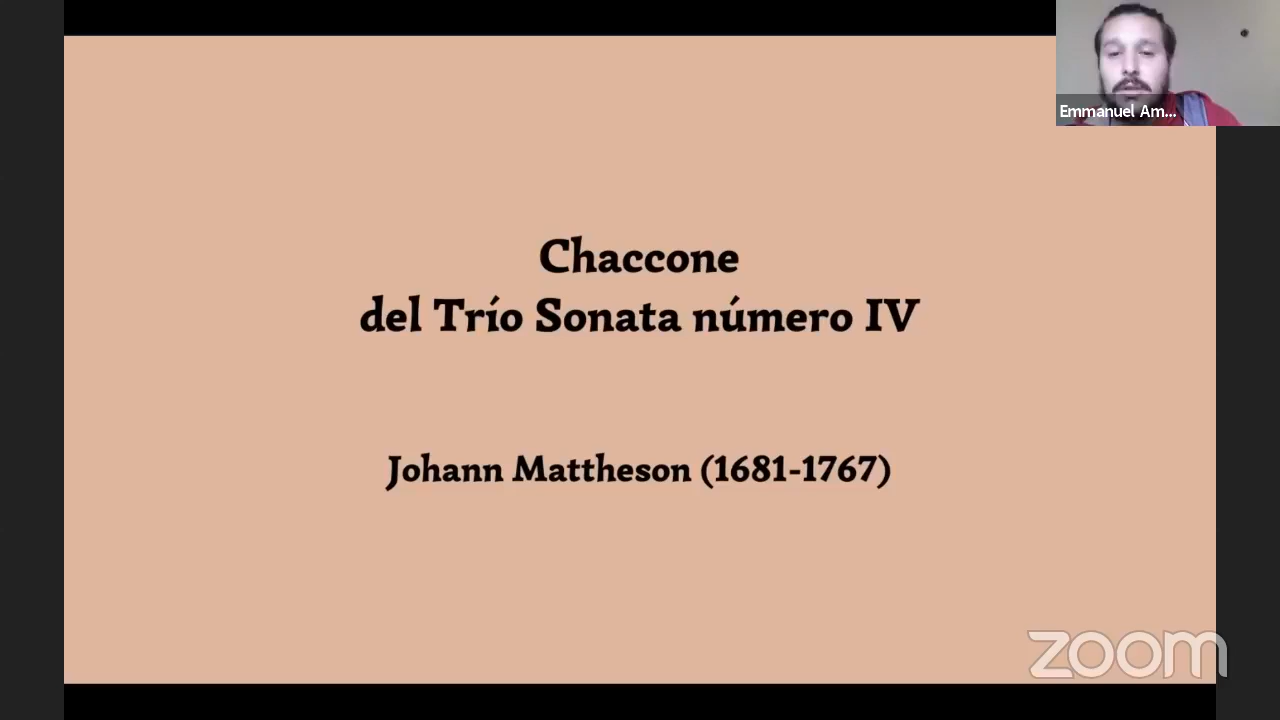 Emmanuel Am...
Chaccone
del Trío Sonata número IV
Johann Mattheson (1681-1767)
zoom